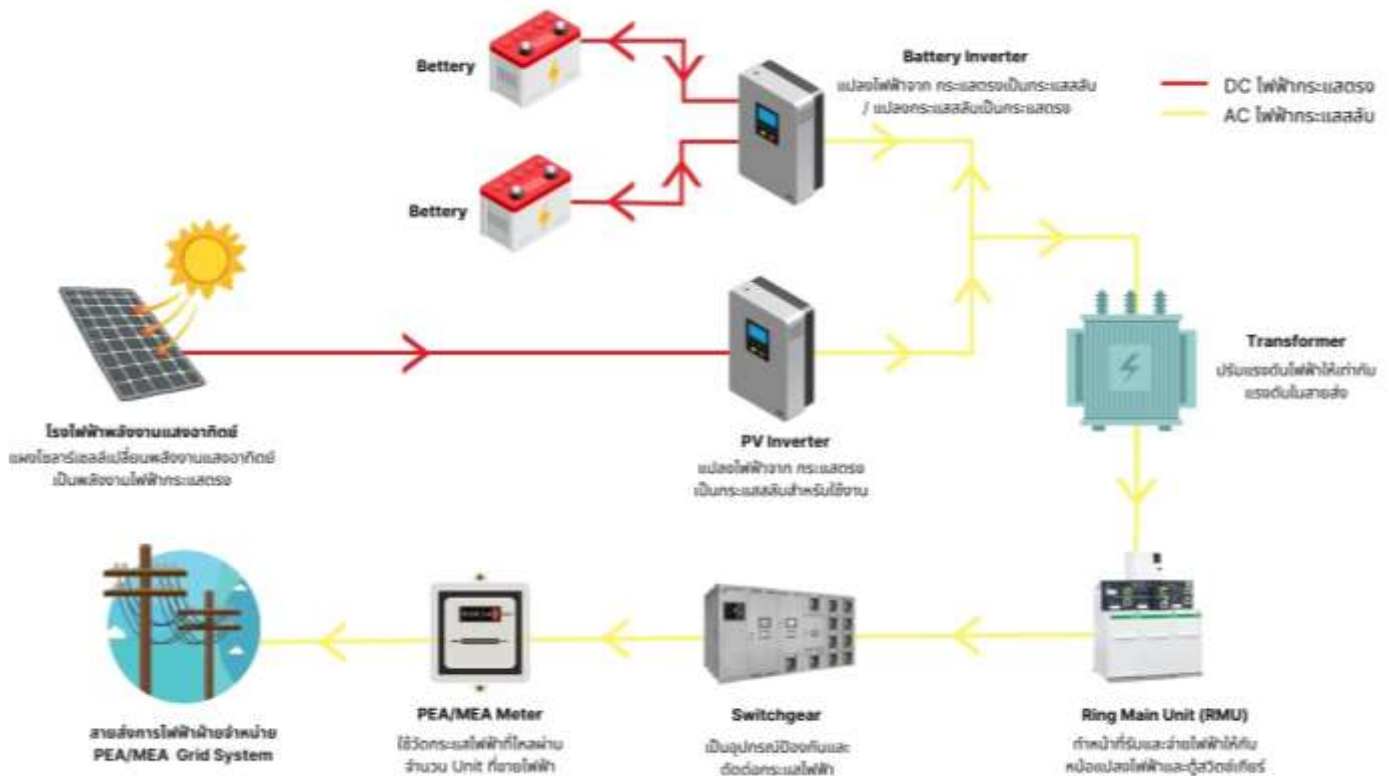 Bettery
Battery Inverter
แปลงไฟฟ้าจาก กระแสตรงเป็นกระแสสลับ
/ แปลงกระแสสลับเป็นกระแสตรง
DC ไฟฟ้ากระแสตรง
AC ไฟฟ้ากระแสสลับ
Bettery
โรงไฟฟ้าพลังงานแสงอาทิตย์
แผงโซลาร์เซลล์เปลี่ยนพลังงานแสงอาทิตย์
เป็นพลังงานไฟฟ้ากระแสตรง
PV Inverter
แปลงไฟฟ้าจาก กระแสตรง
เป็นกระแสสลับสำหรับใช้งาน
Transformer
ปรับแรงดันไฟฟ้าให้เท่ากับ
แรงดันในสายส่ง
สายส่งการไฟฟ้าฝ่ายจำหน่าย
PEA/MEA Grid System
PEA/MEA Meter
ใช้วัดกระแสไฟฟ้าที่ไหลผ่าน
จำนวน Unit ที่ขายไฟฟ้า
Switchgear
เป็นอุปกรณ์ป้องกันและ
ตัดต่อกระแสไฟฟ้า
Ring Main Unit (RMU)
ทำหน้าที่รับและจ่ายไฟฟ้าให้กับ
หม้อแปลงไฟฟ้าและตู้สวิตช์เกียร์